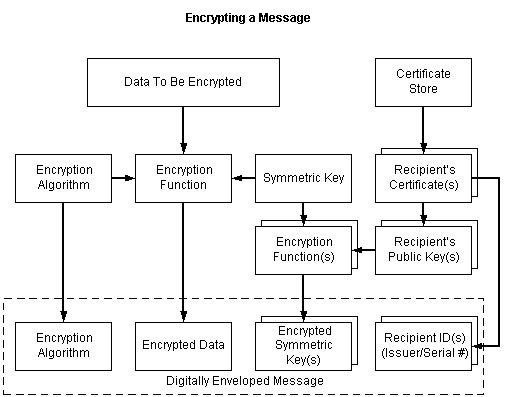 Encrypting a Message
Data To Be Encrypted
Certificate
Store
Encryption
Algorithm
Encryption
Function
Symmetric Key
Recipient's
Certificate(s)
Encryption
Function(s)
Recipient's
Public Key(s)
Encryption
Algorithm
Encrypted Data
Encrypted
Symmetric
Key(s)
Recipient ID(s)
(Issuer/Serial #)
Digitally Enveloped Message